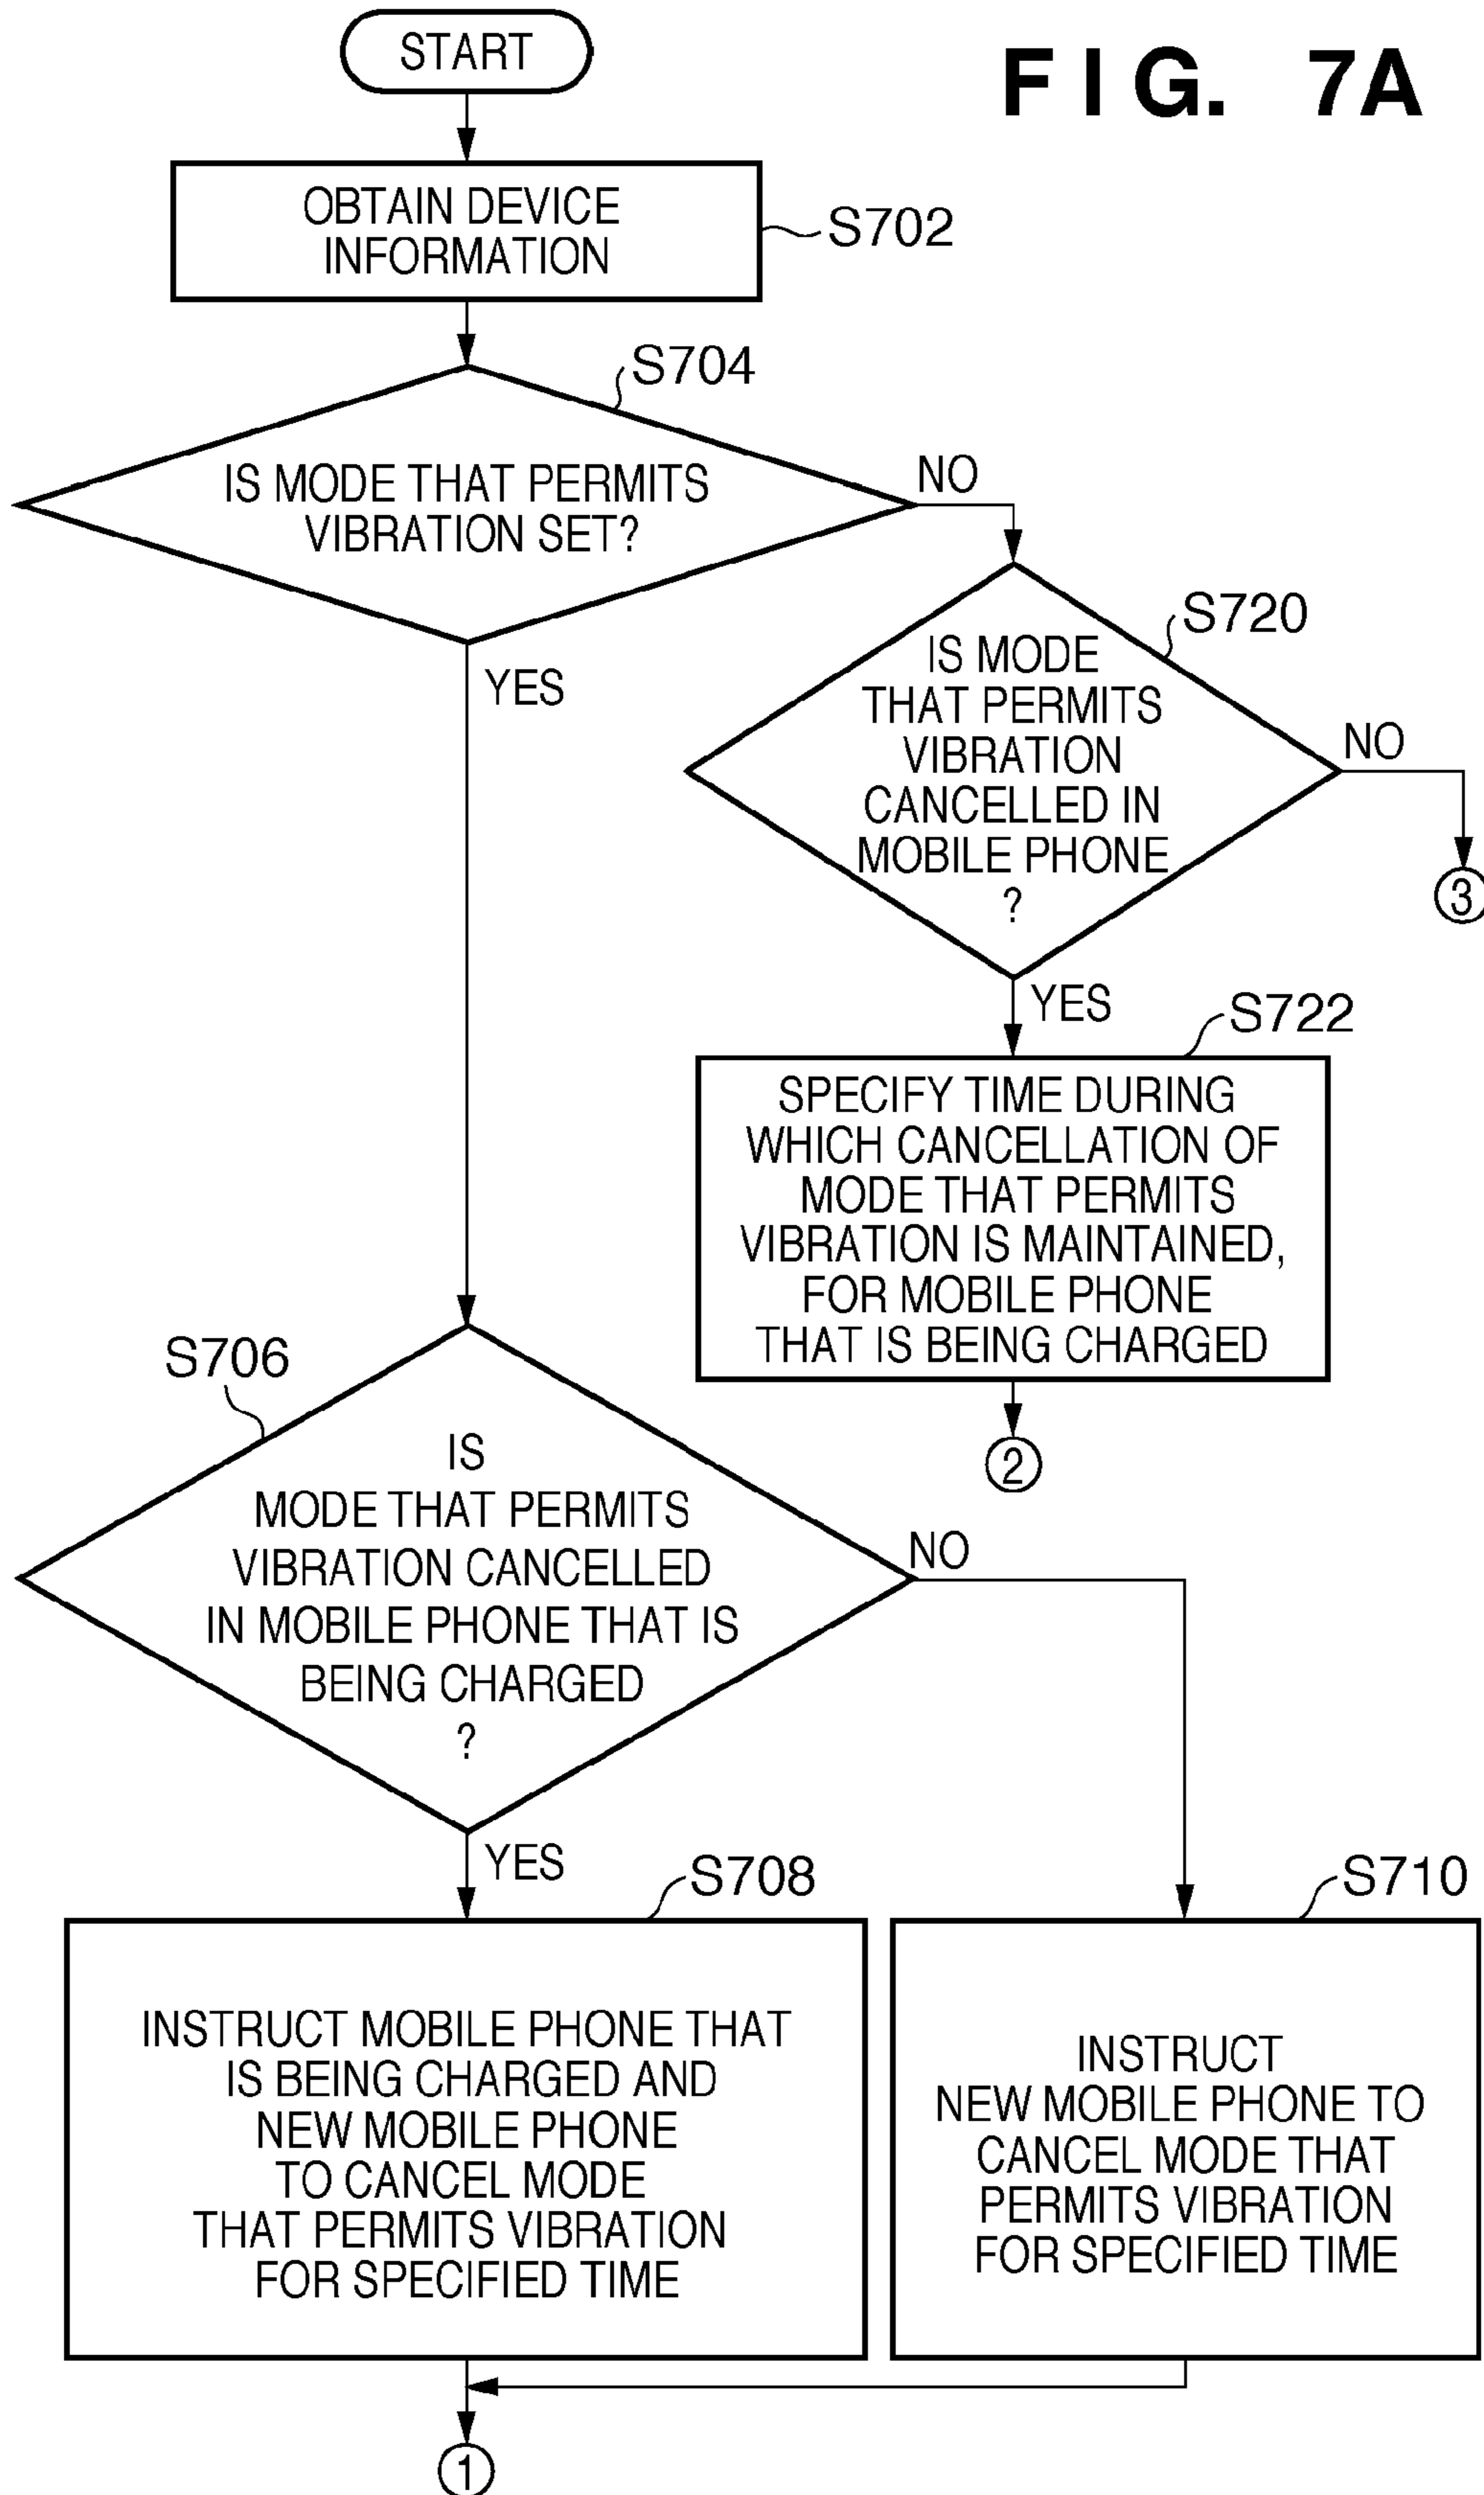 START
FIG. 7A
OBTAIN DEVICE
INFORMATION
S702
S704
IS MODE THAT PERMITS
VIBRATION SET?
NO
YES
S720
IS MODE
THAT PERMITS
VIBRATION
CANCELLED IN
MOBILE PHONE
?
NO
3
YES
S722
SPECIFY TIME DURING
WHICH CANCELLATION OF
MODE THAT PERMITS
VIBRATION IS MAINTAINED,
FOR MOBILE PHONE
THAT IS BEING CHARGED
2
S706
IS
MODE THAT PERMITS
VIBRATION CANCELLED
IN MOBILE PHONE THAT IS
BEING CHARGED
?
NO
YES
S708
INSTRUCT MOBILE PHONE THAT
IS BEING CHARGED AND
NEW MOBILE PHONE
TO CANCEL MODE
THAT PERMITS VIBRATION
FOR SPECIFIED TIME
S710
INSTRUCT
NEW MOBILE PHONE TO
CANCEL MODE THAT
PERMITS VIBRATION
FOR SPECIFIED TIME
1